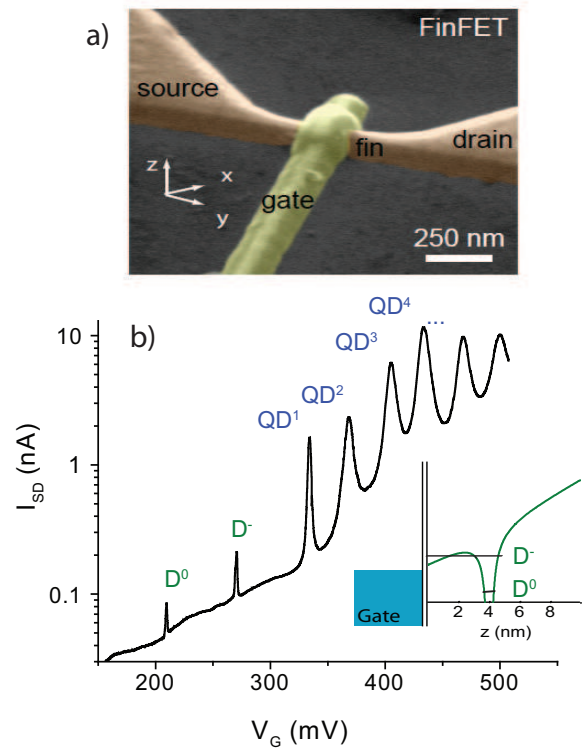 a)
FinFET
source
drain
fin
z
x
y
gate
250 nm
b)
QD⁴
...
QD³
QD²
QD¹
D⁻
D⁰
10
1
0.1
I_SD (nA)
D⁻
D⁰
Gate
2 4 6 8
z (nm)
200 300 400 500
V_G (mV)